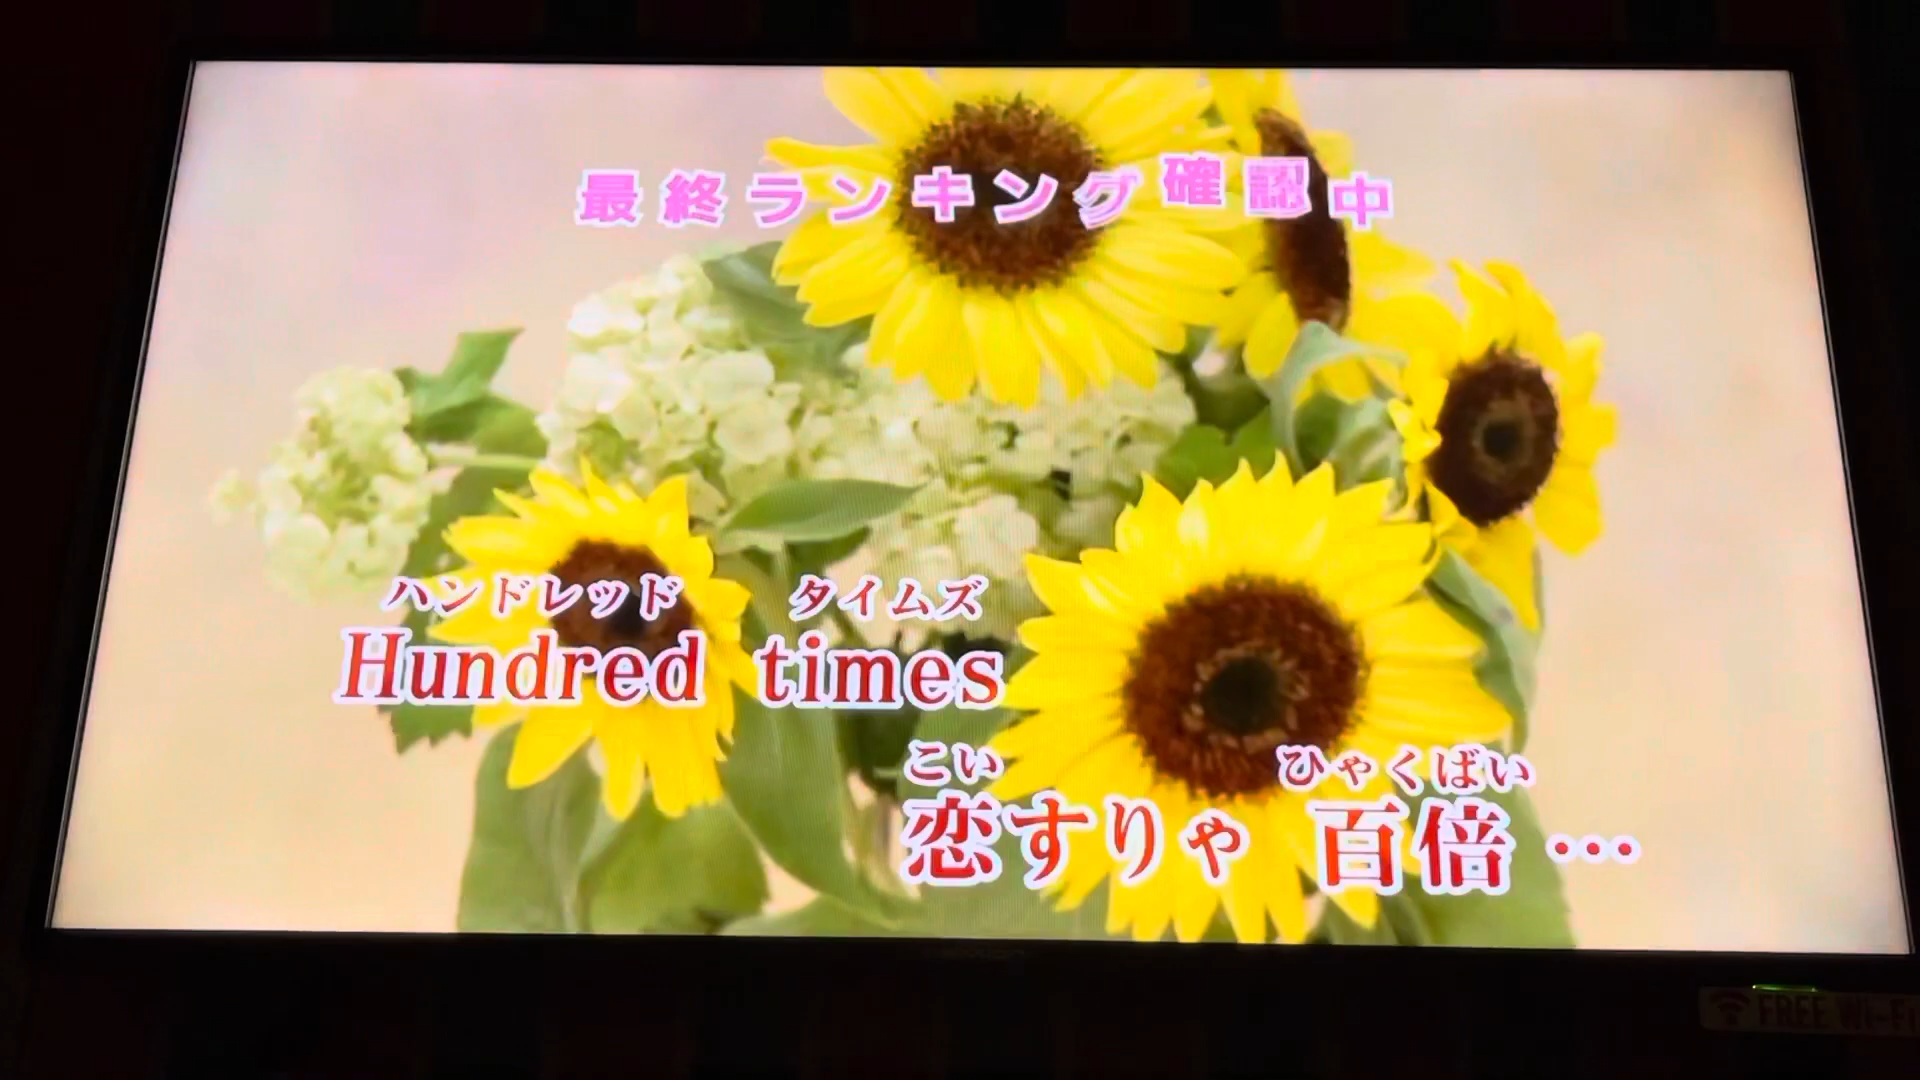 最終ランキング確認中
ハンドレッド タイムズ
Hundred times
こい ひゃくばい
恋すりゃ 百倍…
FREE Wi-Fi